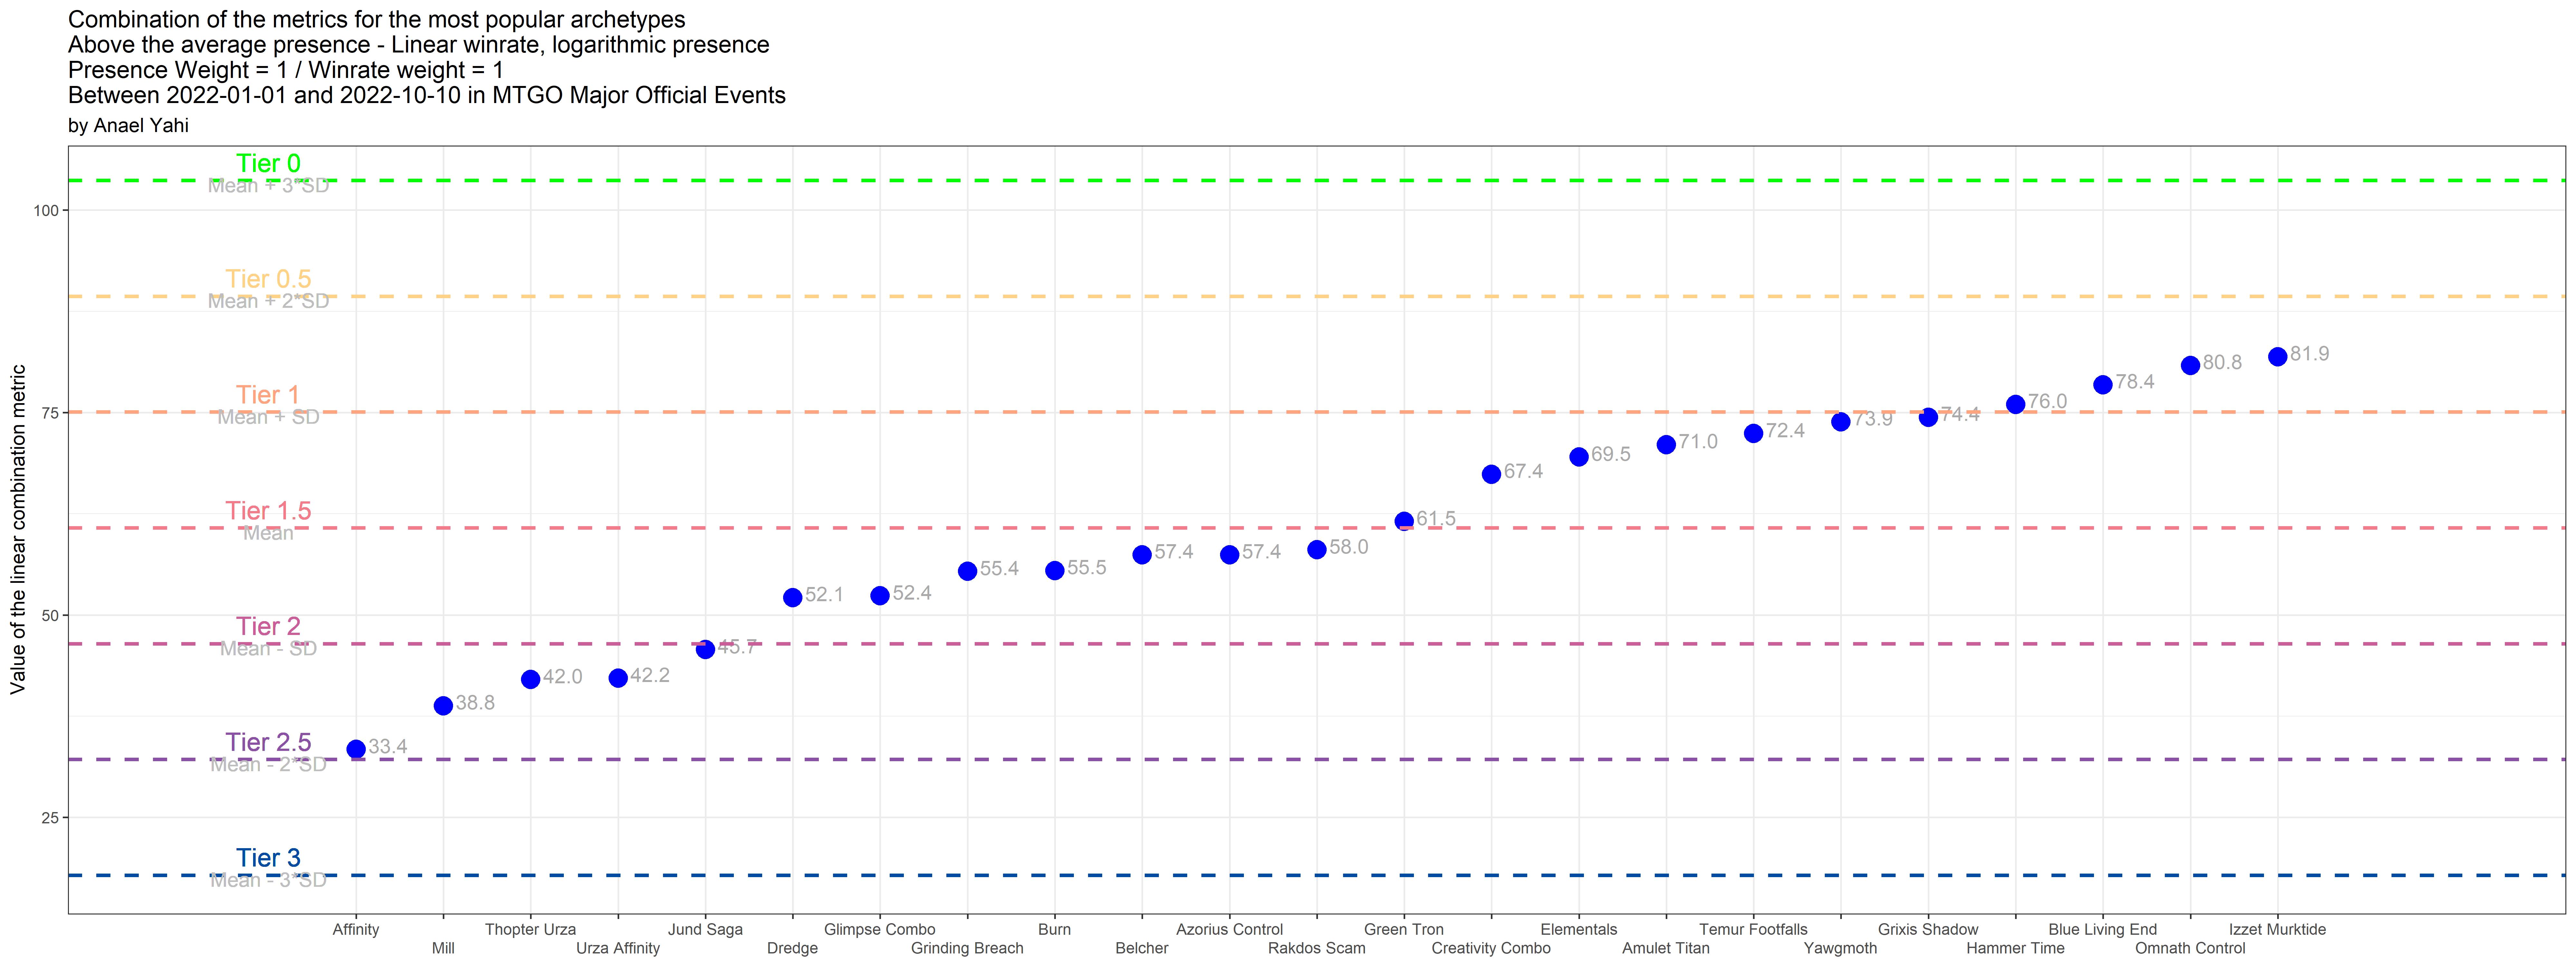 Combination of the metrics for the most popular archetypes
Above the average presence - Linear winrate, logarithmic presence
Presence Weight = 1 / Winrate weight = 1
Between 2022-01-01 and 2022-10-10 in MTGO Major Official Events
by Anael Yahi
Value of the linear combination metric
100
75
50
25
Tier 0
Mean + 3*SD
Tier 0.5
Mean + 2*SD
Tier 1
Mean + SD
Tier 1.5
Mean
Tier 2
Mean - SD
Tier 2.5
Mean - 2*SD
Tier 3
Mean - 3*SD
33.4
38.8
42.0
42.2
45.7
52.1
52.4
55.4
55.5
57.4
57.4
58.0
61.5
67.4
69.5
71.0
72.4
73.9
74.4
76.0
78.4
80.8
81.9
Affinity
Mill
Thopter Urza
Urza Affinity
Jund Saga
Dredge
Glimpse Combo
Grinding Breach
Burn
Belcher
Azorius Control
Rakdos Scam
Green Tron
Creativity Combo
Elementals
Amulet Titan
Temur Footfalls
Yawgmoth
Grixis Shadow
Hammer Time
Blue Living End
Omnath Control
Izzet Murktide